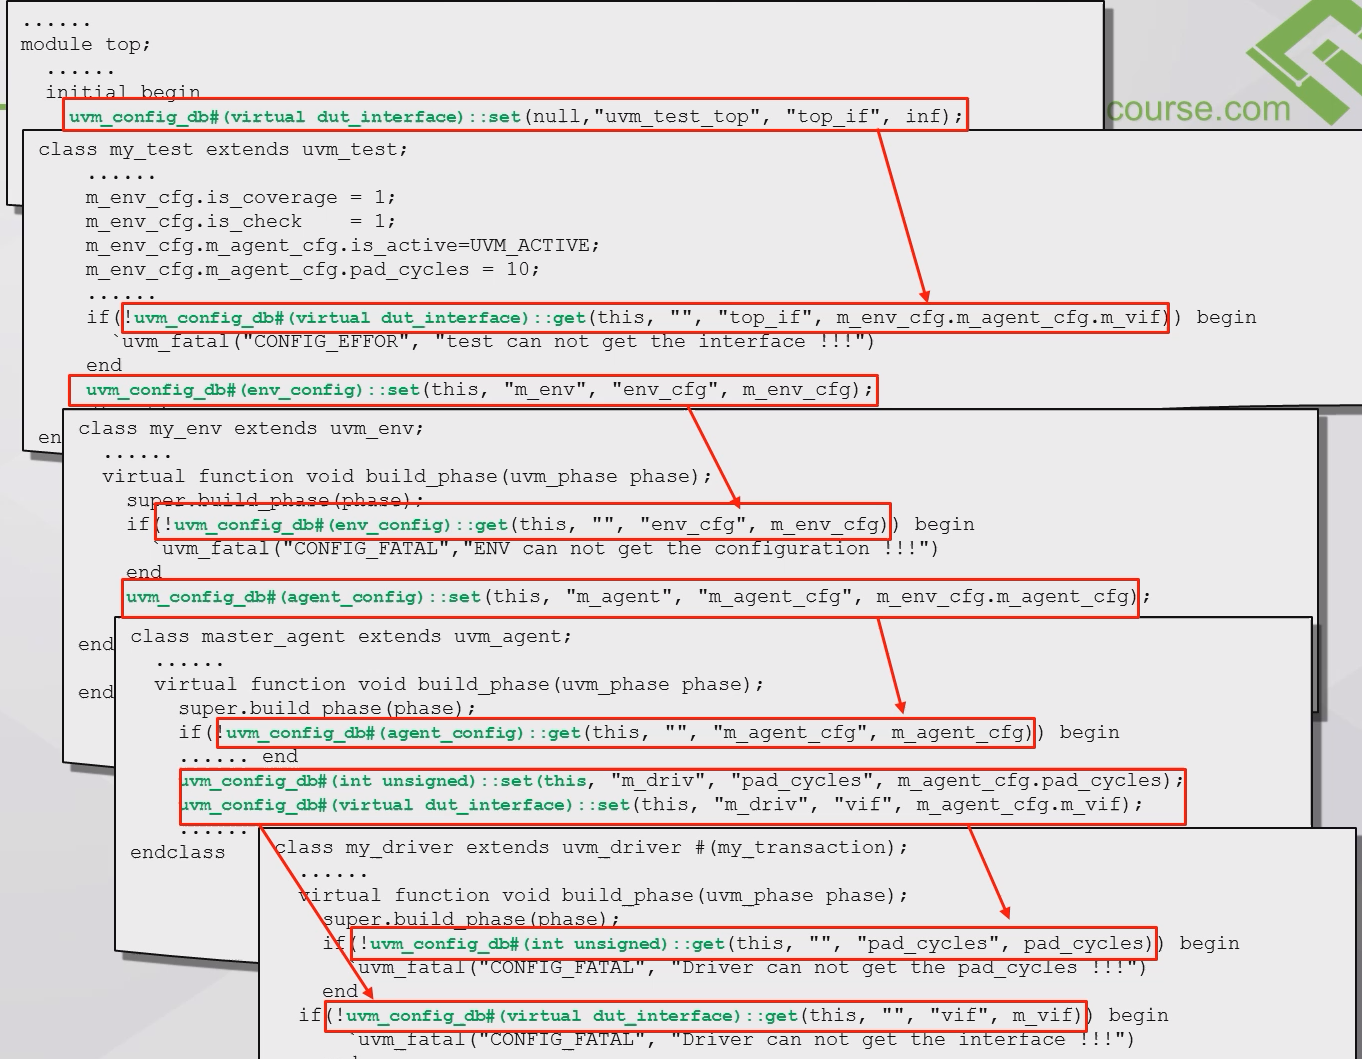 ......
module top;
......
initial begin
uvm_config_db#(virtual dut_interface)::set(null,"uvm_test_top", "top_if", inf);
course.com
class my_test extends uvm_test;
......
m_env_cfg.is_coverage = 1;
m_env_cfg.is_check    = 1;
m_env_cfg.m_agent_cfg.is_active=UVM_ACTIVE;
m_env_cfg.m_agent_cfg.pad_cycles = 10;
......
if(!uvm_config_db#(virtual dut_interface)::get(this, "", "top_if", m_env_cfg.m_agent_cfg.m_vif)) begin
`uvm_fatal("CONFIG_EFFOR", "test can not get the interface !!!")
end
uvm_config_db#(env_config)::set(this, "m_env", "env_cfg", m_env_cfg);
en
class my_env extends uvm_env;
......
virtual function void build_phase(uvm_phase phase);
super.build_phase(phase);
if(!uvm_config_db#(env_config)::get(this, "", "env_cfg", m_env_cfg)) begin
`uvm_fatal("CONFIG_FATAL","ENV can not get the configuration !!!")
end
uvm_config_db#(agent_config)::set(this, "m_agent", "m_agent_cfg", m_env_cfg.m_agent_cfg);
end
end
class master_agent extends uvm_agent;
......
virtual function void build_phase(uvm_phase phase);
super.build_phase(phase);
if(!uvm_config_db#(agent_config)::get(this, "", "m_agent_cfg", m_agent_cfg)) begin
...... end
uvm_config_db#(int unsigned)::set(this, "m_driv", "pad_cycles", m_agent_cfg.pad_cycles);
uvm_config_db#(virtual dut_interface)::set(this, "m_driv", "vif", m_agent_cfg.m_vif);
......
endclass
class my_driver extends uvm_driver #(my_transaction);
......
virtual function void build_phase(uvm_phase phase);
super.build_phase(phase);
if(!uvm_config_db#(int unsigned)::get(this, "", "pad_cycles", pad_cycles)) begin
`uvm_fatal("CONFIG_FATAL", "Driver can not get the pad_cycles !!!")
end
if(!uvm_config_db#(virtual dut_interface)::get(this, "", "vif", m_vif)) begin
`uvm_fatal("CONFIG_FATAL", "Driver can not get the interface !!!")